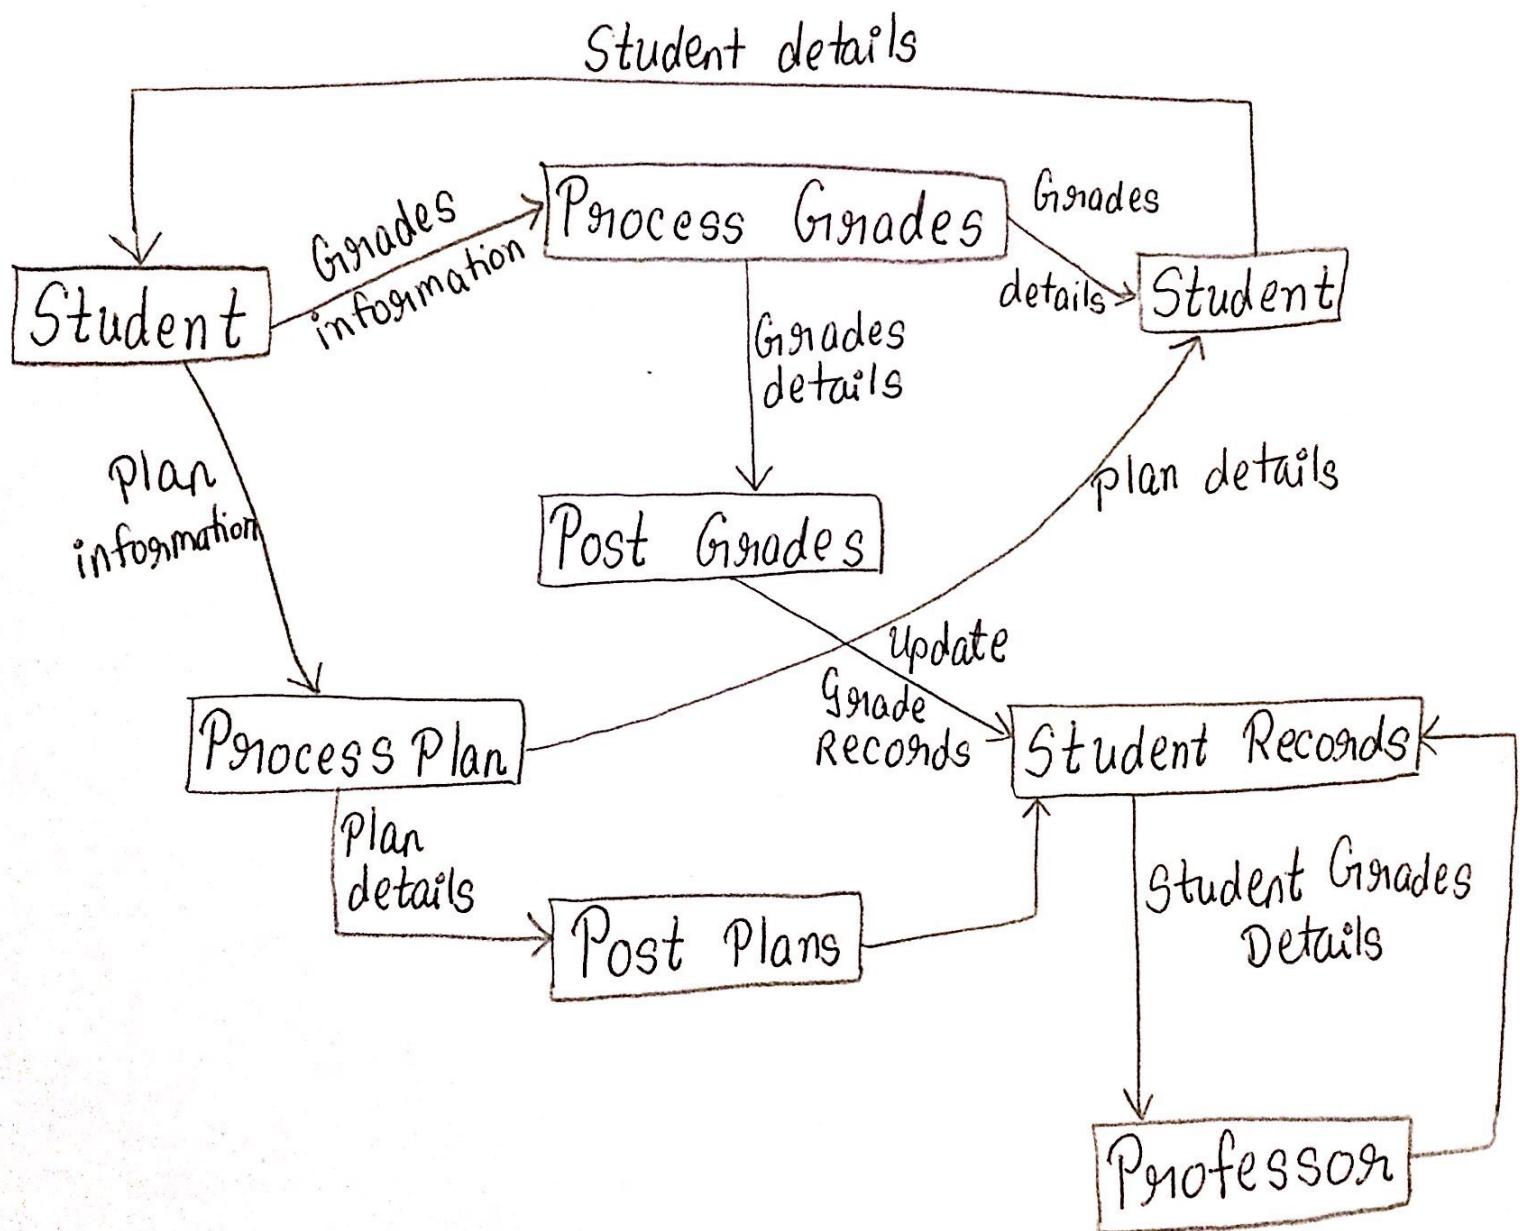 Student details
Process Grades
Grades
details
Student
Grades
information
Student
Grades
details
Plan
information
plan details
Post Grades
Update
Grade
Records
Process Plan
Student Records
Plan
details
Student Grades
Details
Post Plans
Professor